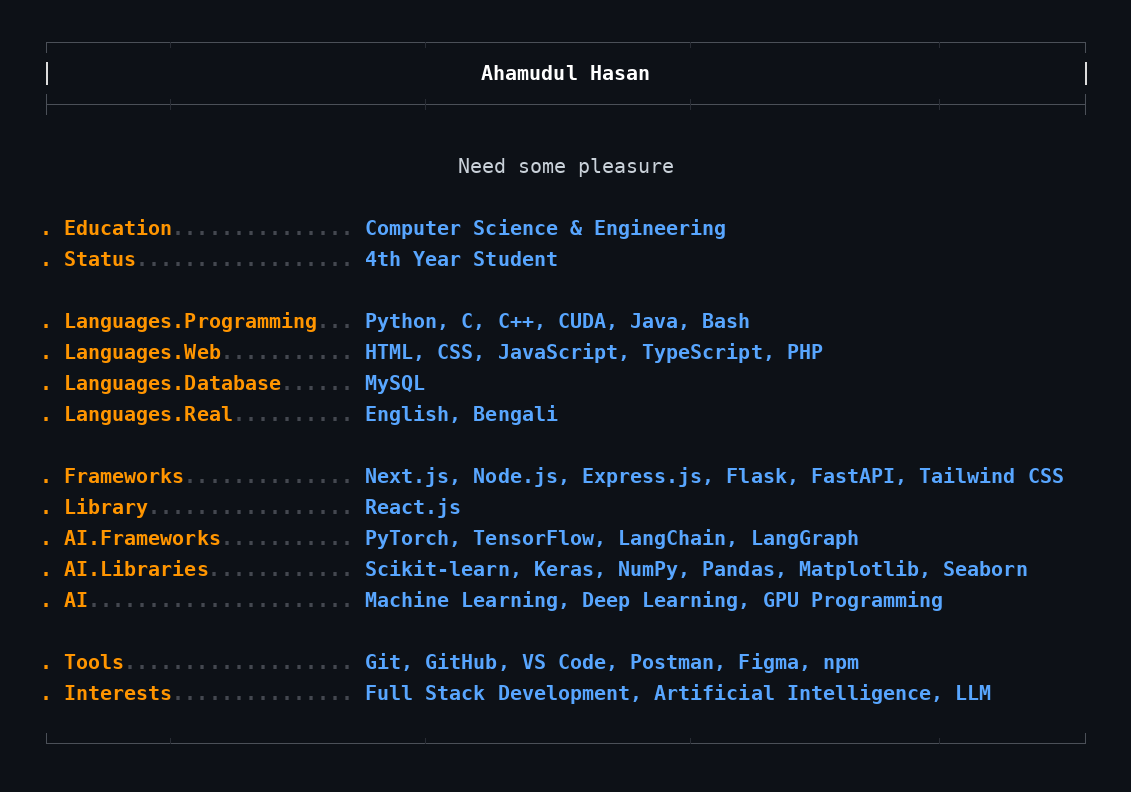 Ahamudul Hasan
Need some pleasure
. Education............... Computer Science & Engineering
. Status.................. 4th Year Student
. Languages.Programming... Python, C, C++, CUDA, Java, Bash
. Languages.Web........... HTML, CSS, JavaScript, TypeScript, PHP
. Languages.Database...... MySQL
. Languages.Real.......... English, Bengali
. Frameworks.............. Next.js, Node.js, Express.js, Flask, FastAPI, Tailwind CSS
. Library................. React.js
. AI.Frameworks........... PyTorch, TensorFlow, LangChain, LangGraph
. AI.Libraries............ Scikit-learn, Keras, NumPy, Pandas, Matplotlib, Seaborn
. AI...................... Machine Learning, Deep Learning, GPU Programming
. Tools................... Git, GitHub, VS Code, Postman, Figma, npm
. Interests............... Full Stack Development, Artificial Intelligence, LLM